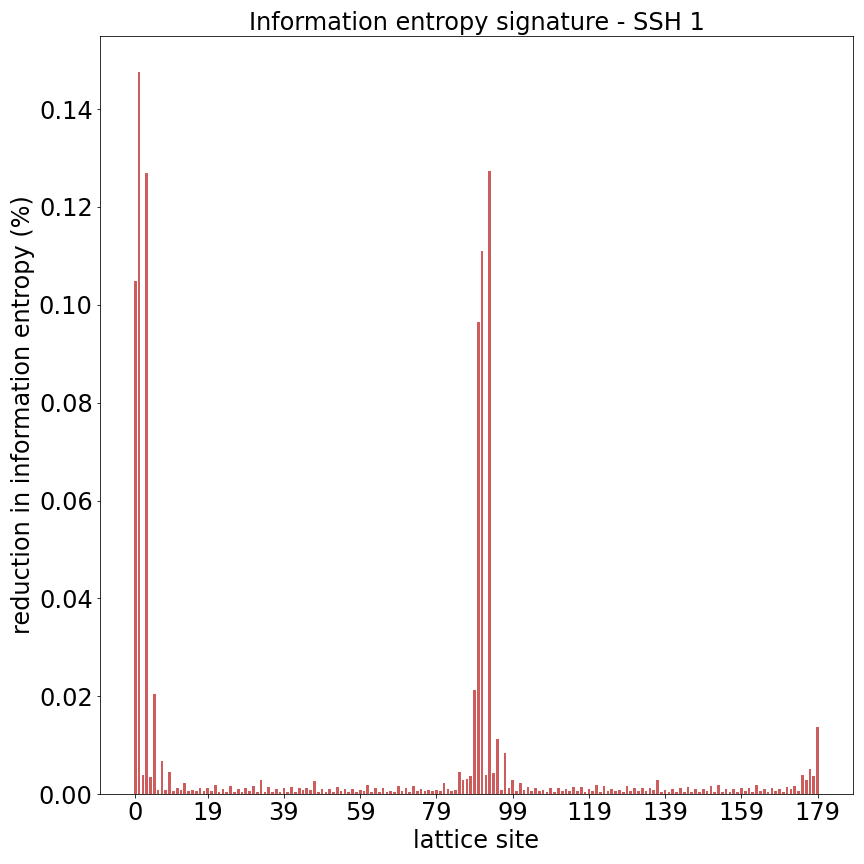 Information entropy signature - SSH 1
reduction in information entropy (%)
0.14
0.12
0.10
0.08
0.06
0.04
0.02
0.00
0 19 39 59 79 99 119 139 159 179
lattice site